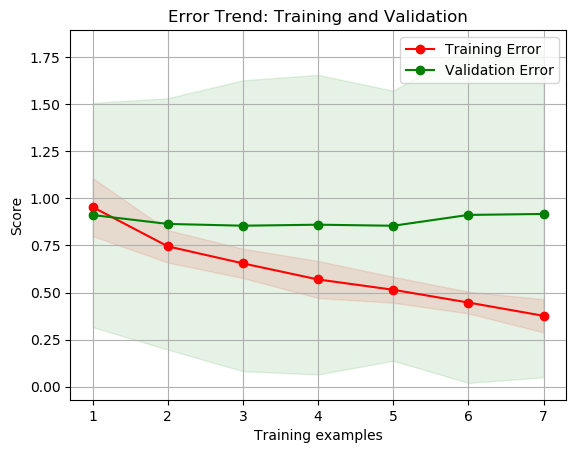 Error Trend: Training and Validation
Training Error
Validation Error
Score
1.75
1.50
1.25
1.00
0.75
0.50
0.25
0.00
1 2 3 4 5 6 7
Training examples